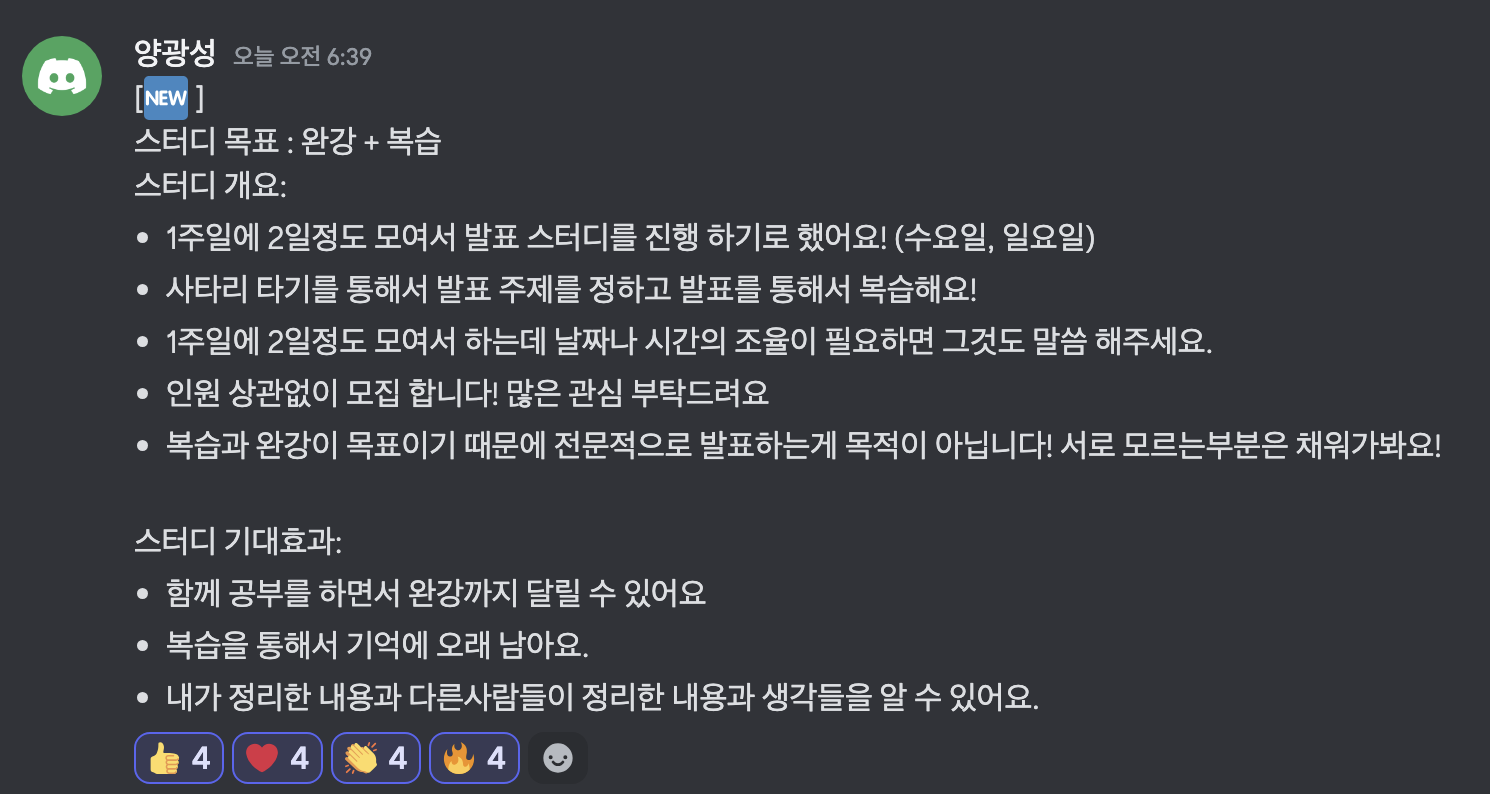 양광성 오늘 오전 6:39
[NEW ]
스터디 목표 : 완강 + 복습
스터디 개요:
• 1주일에 2일정도 모여서 발표 스터디를 진행 하기로 했어요! (수요일, 일요일)
• 사타리 타기를 통해서 발표 주제를 정하고 발표를 통해서 복습해요!
• 1주일에 2일정도 모여서 하는데 날짜나 시간의 조율이 필요하면 그것도 말씀 해주세요.
• 인원 상관없이 모집 합니다! 많은 관심 부탁드려요
• 복습과 완강이 목표이기 때문에 전문적으로 발표하는게 목적이 아닙니다! 서로 모르는부분은 채워가봐요!
스터디 기대효과:
• 함께 공부를 하면서 완강까지 달릴 수 있어요
• 복습을 통해서 기억에 오래 남아요.
• 내가 정리한 내용과 다른사람들이 정리한 내용과 생각들을 알 수 있어요.
👍 4 ❤️ 4 👏 4 🔥 4